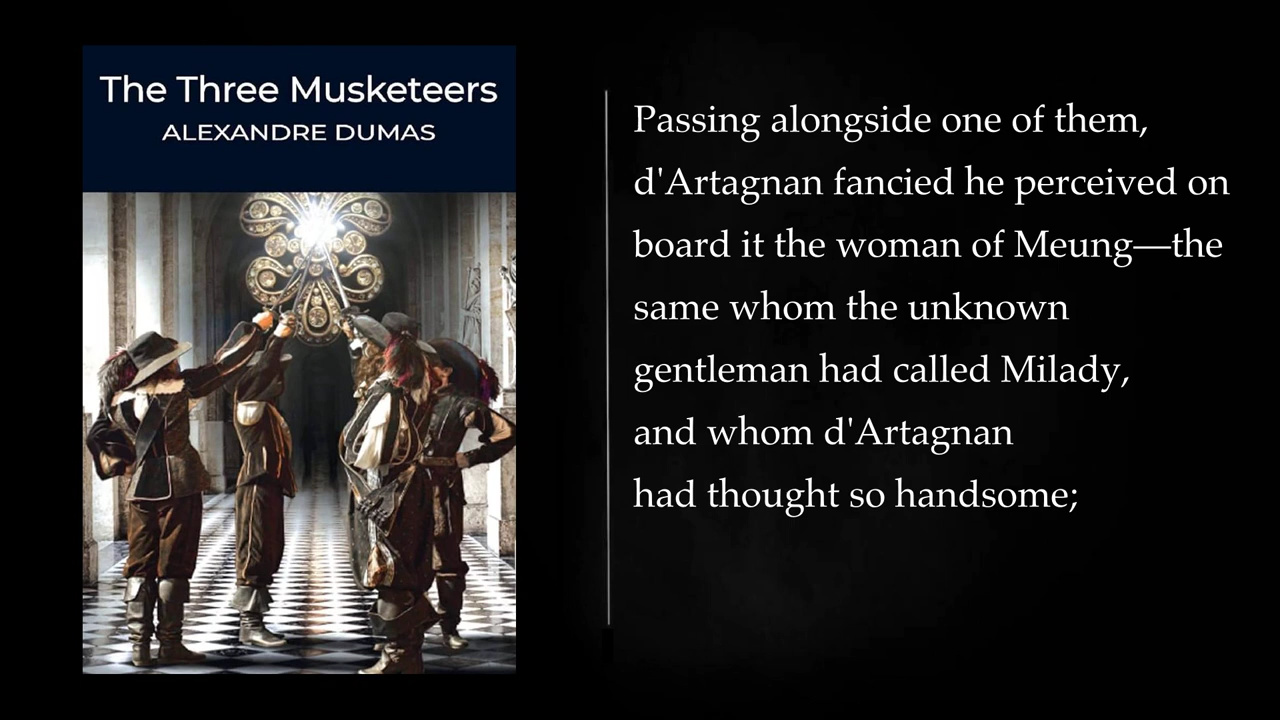 The Three Musketeers
ALEXANDRE DUMAS
Passing alongside one of them,
d'Artagnan fancied he perceived on
board it the woman of Meung—the
same whom the unknown
gentleman had called Milady,
and whom d'Artagnan
had thought so handsome;